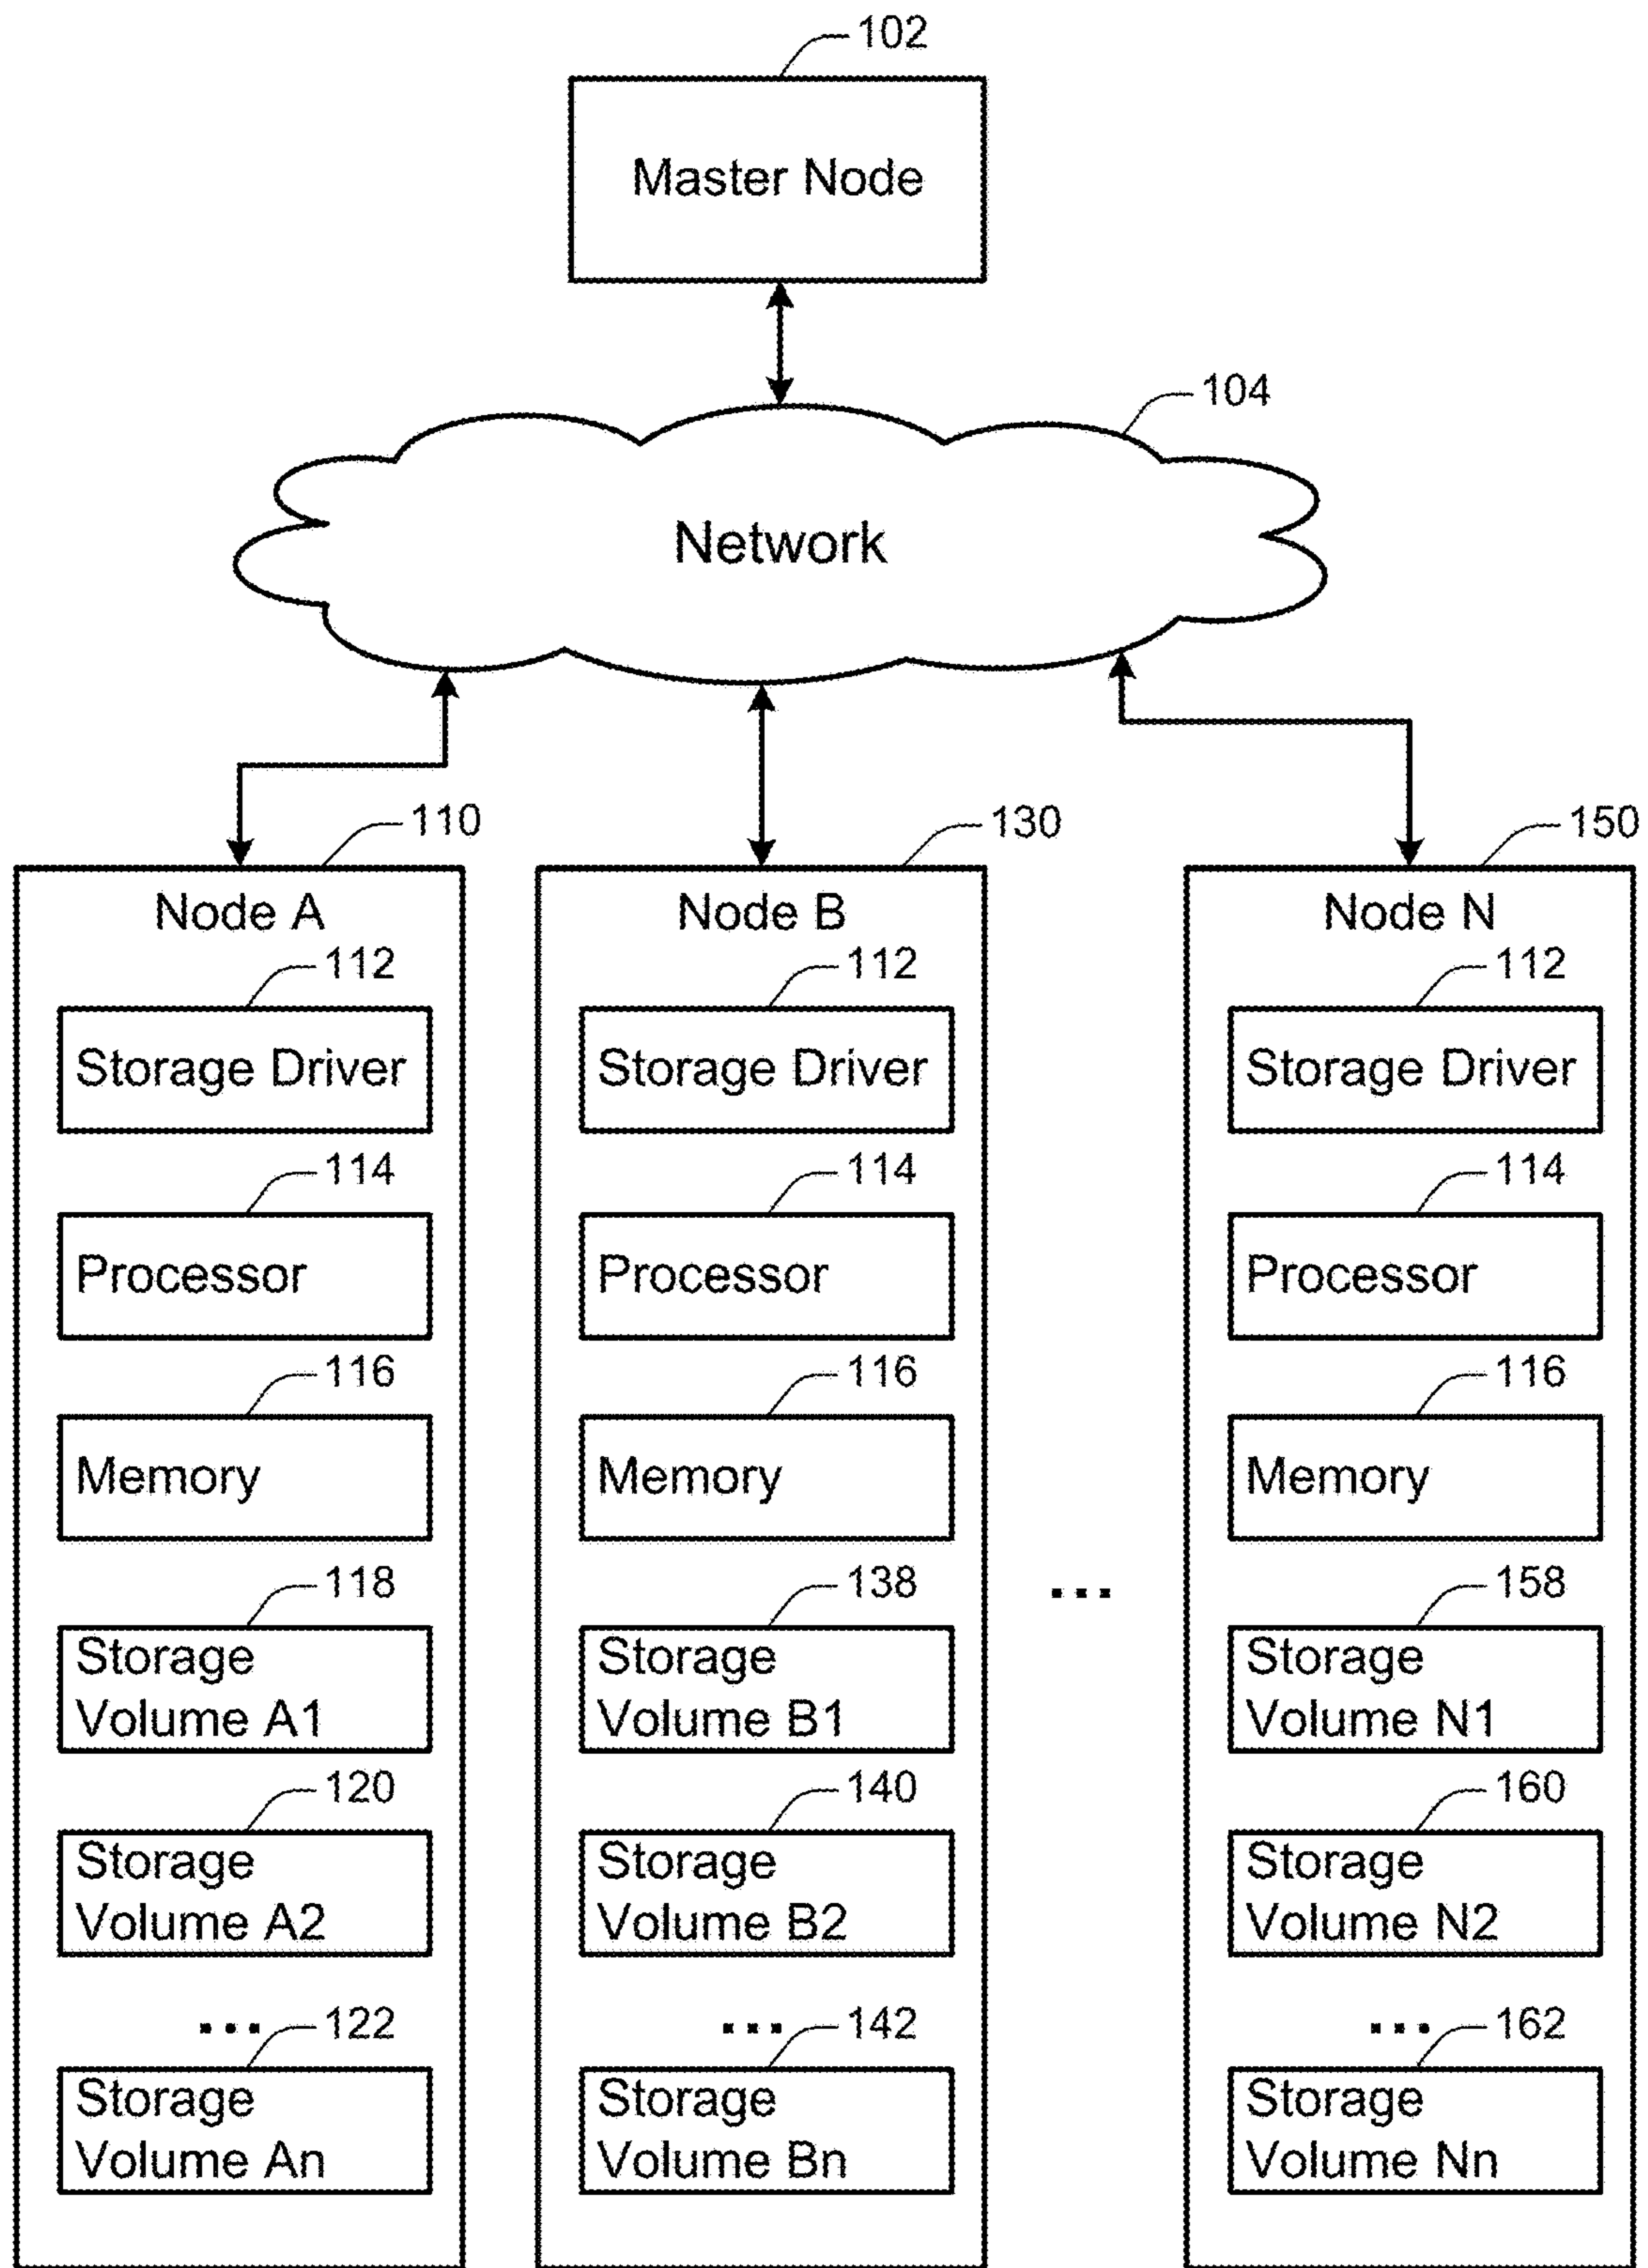 102
Master Node
104
Network
110
Node A
112
Storage Driver
114
Processor
116
Memory
118
Storage
Volume A1
120
Storage
Volume A2
...
122
Storage
Volume An
130
Node B
112
Storage Driver
114
Processor
116
Memory
138
Storage
Volume B1
140
Storage
Volume B2
...
142
Storage
Volume Bn
...
150
Node N
112
Storage Driver
114
Processor
116
Memory
158
Storage
Volume N1
160
Storage
Volume N2
...
162
Storage
Volume Nn